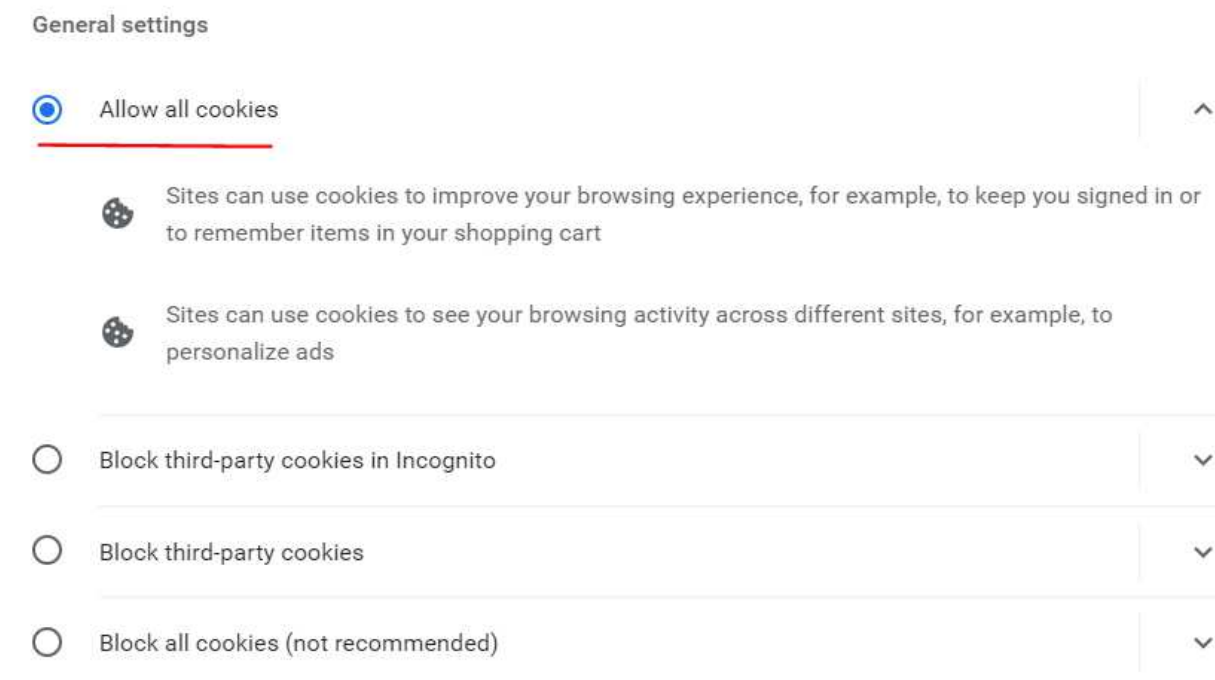 General settings
Allow all cookies
Sites can use cookies to improve your browsing experience, for example, to keep you signed in or
to remember items in your shopping cart
Sites can use cookies to see your browsing activity across different sites, for example, to
personalize ads
Block third-party cookies in Incognito
Block third-party cookies
Block all cookies (not recommended)